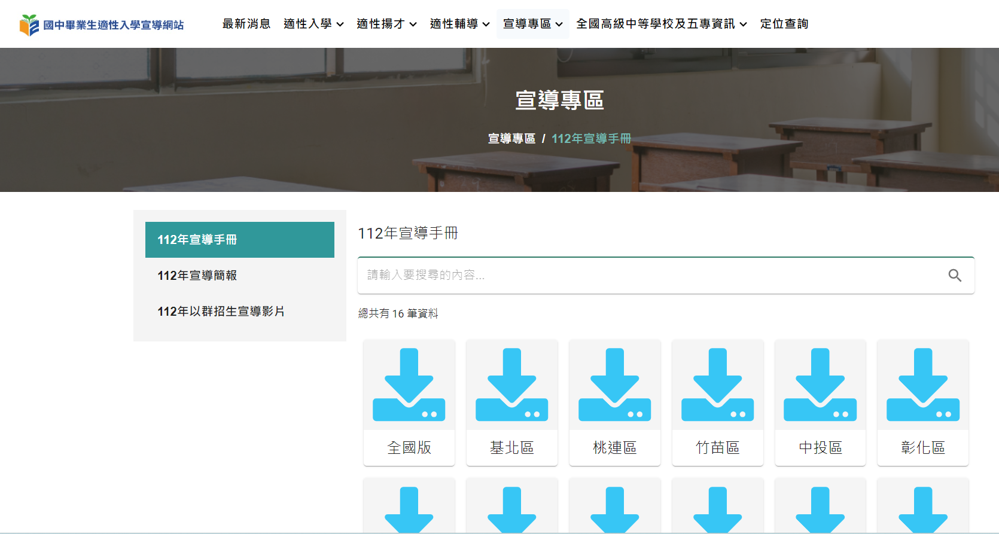 國中畢業生適性入學宣導網站
最新消息 適性入學 適性揚才 適性輔導 宣導專區 全國高級中等學校及五專資訊 定位查詢
宣導專區
宣導專區 / 112年宣導手冊
112年宣導手冊
112年宣導簡報
112年以群招生宣導影片
112年宣導手冊
請輸入要搜尋的內容...
總共有 16 筆資料
全國版 基北區 桃連區 竹苗區 中投區 彰化區